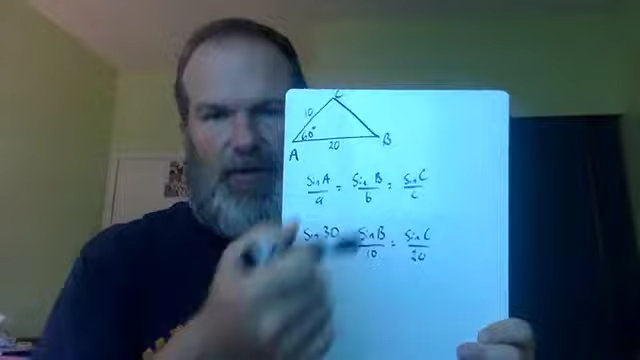 C
10
60°
B
20
A
sin A/a = sin B/b = sin C/c
sin 30 sin B/10 = sin C/20